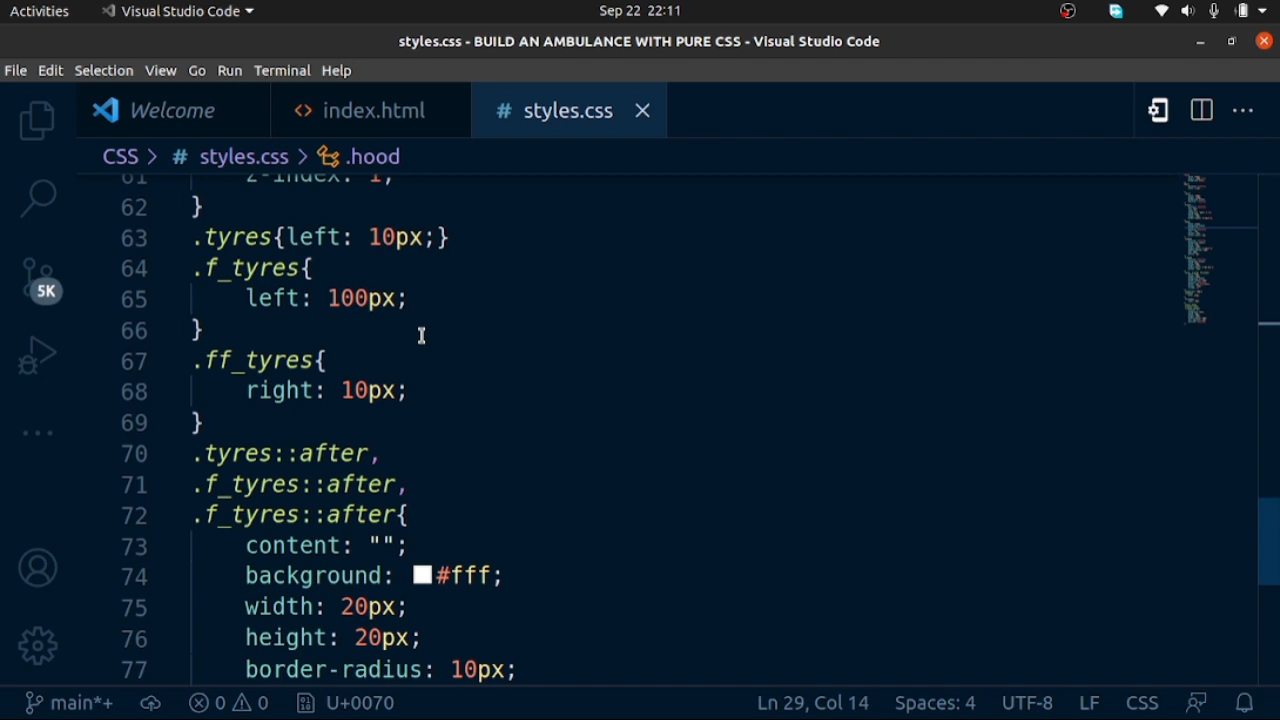 Activities Visual Studio Code Sep 22 22:11
styles.css - BUILD AN AMBULANCE WITH PURE CSS - Visual Studio Code
File Edit Selection View Go Run Terminal Help
Welcome <> index.html # styles.css
CSS > # styles.css > .hood
61 z-index: 1;
62 }
63 .tyres{left: 10px;}
64 .f_tyres{
65 left: 100px;
66 }
67 .ff_tyres{
68 right: 10px;
69 }
70 .tyres::after,
71 .f_tyres::after,
72 .f_tyres::after{
73 content: "";
74 background: #fff;
75 width: 20px;
76 height: 20px;
77 border-radius: 10px;
5K
main*+ 0 0 U+0070 Ln 29, Col 14 Spaces: 4 UTF-8 LF CSS